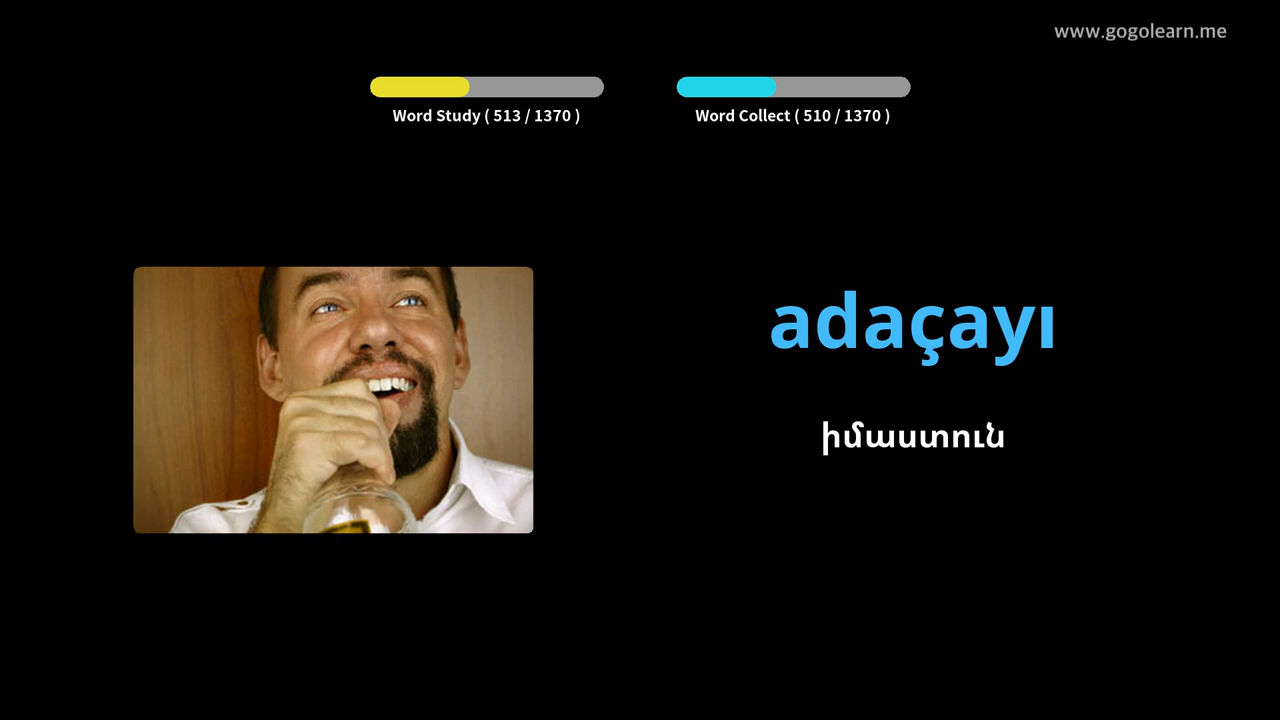 www.gogolearn.me
Word Study ( 513 / 1370 )
Word Collect ( 510 / 1370 )
adaçayı
իմաստուն